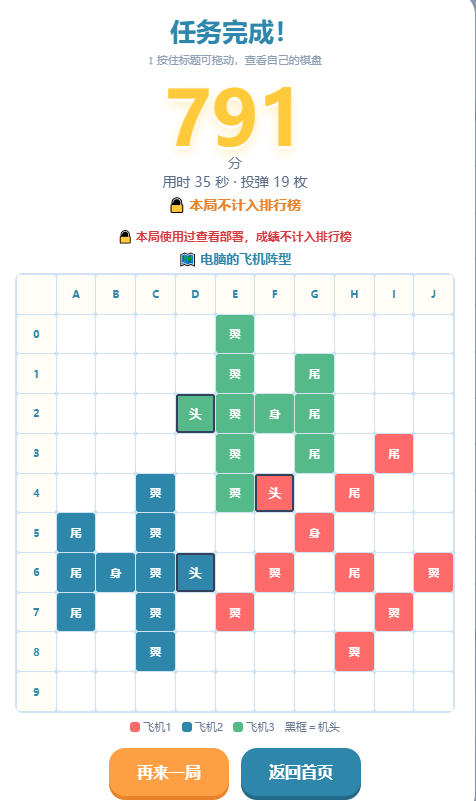 任务完成！
↕ 按住标题可拖动，查看自己的棋盘
791
分
用时 35 秒 · 投弹 19 枚
🔒 本局不计入排行榜
🔒 本局使用过查看部署，成绩不计入排行榜
🗺️ 电脑的飞机阵型
A B C D E F G H I J
0 翼
1 翼 尾
2 头 翼 身 尾
3 翼 尾 尾
4 翼 翼 头 尾
5 尾 翼 身
6 尾 身 翼 头 翼 尾 翼
7 尾 翼 翼 翼
8 翼 翼
9
飞机1 飞机2 飞机3 黑框=机头
再来一局 返回首页